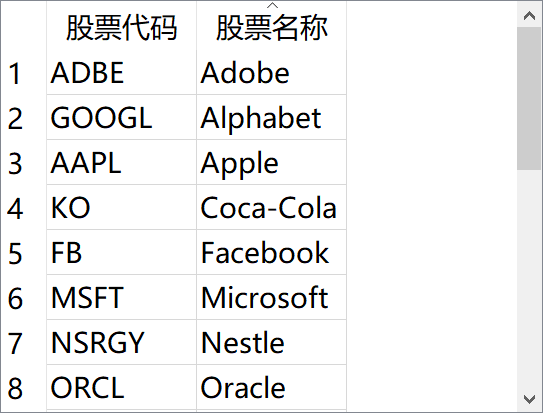 股票代码 股票名称
1 ADBE Adobe
2 GOOGL Alphabet
3 AAPL Apple
4 KO Coca-Cola
5 FB Facebook
6 MSFT Microsoft
7 NSRGY Nestle
8 ORCL Oracle